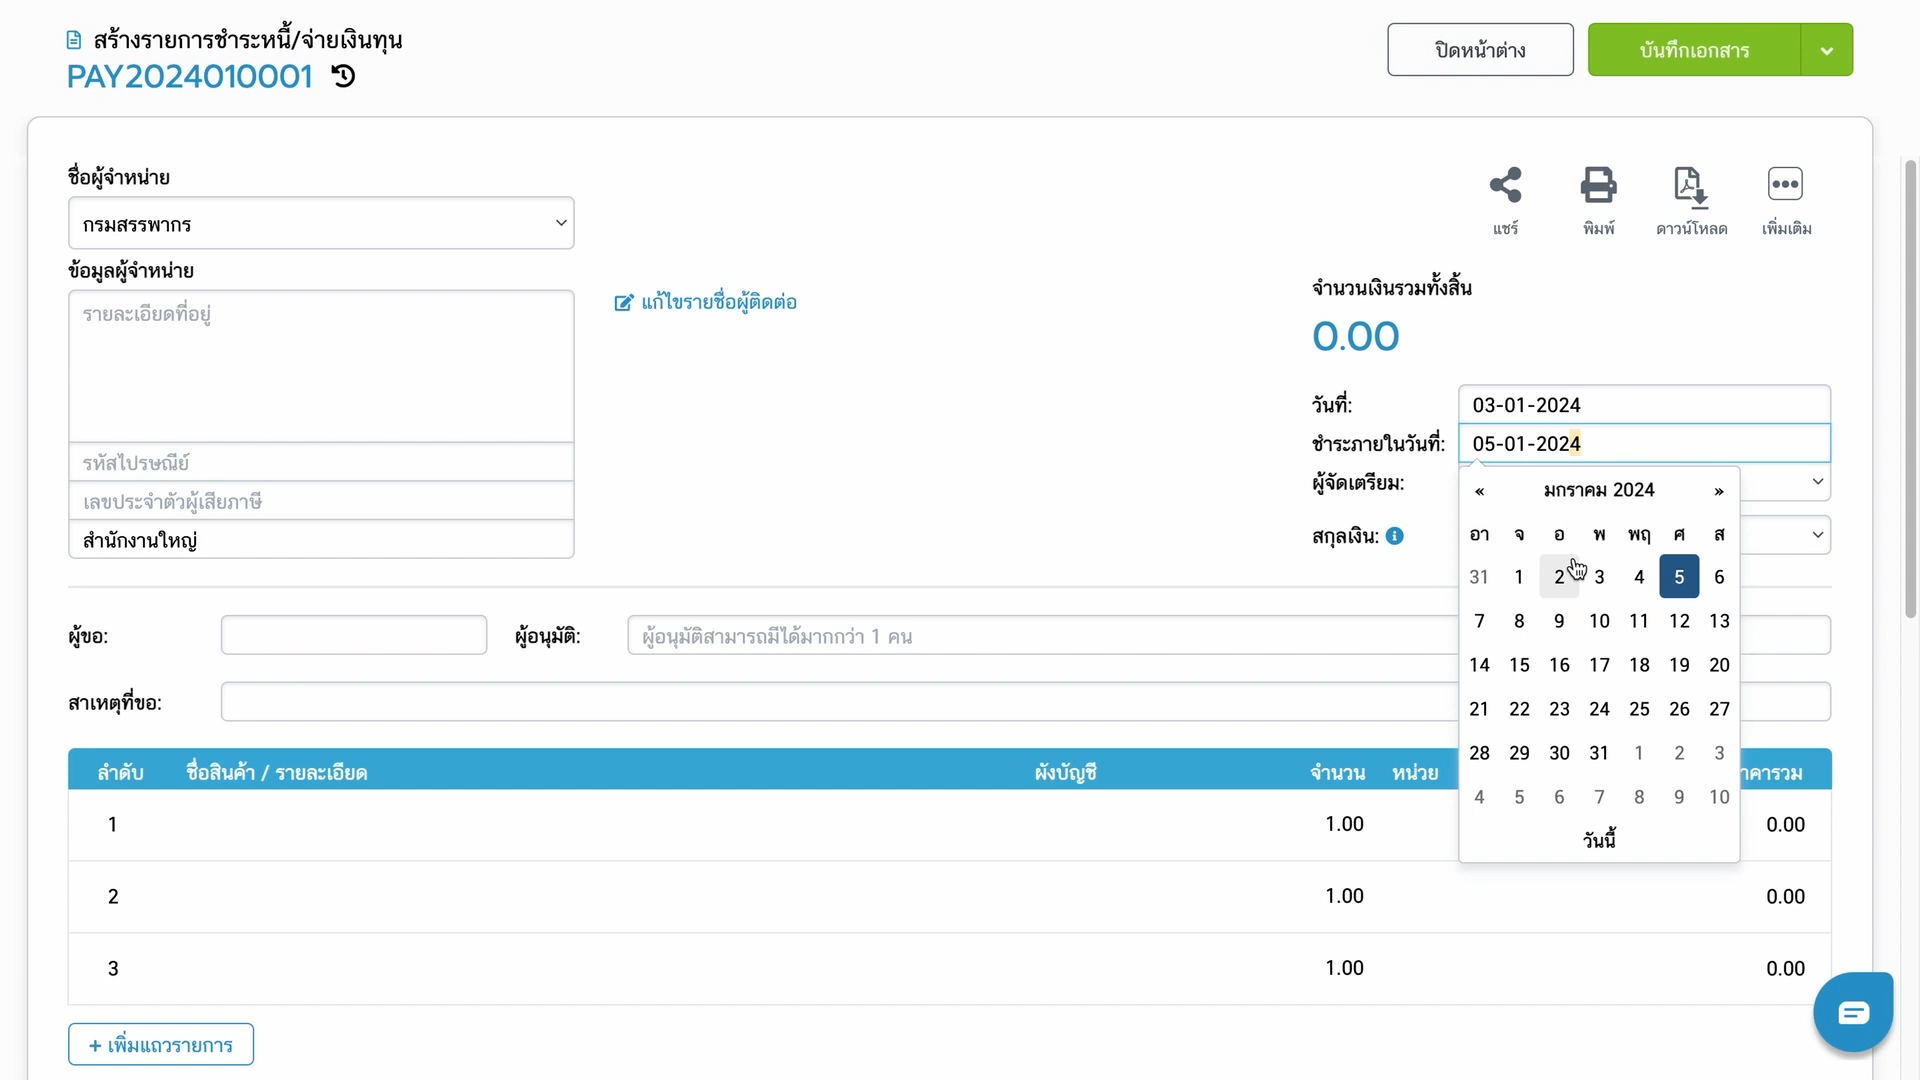 สร้างรายการชำระหนี้/จ่ายเงินทุน
PAY2024010001
ปิดหน้าต่าง
บันทึกเอกสาร
ชื่อผู้จำหน่าย
กรมสรรพากร
ข้อมูลผู้จำหน่าย
รายละเอียดที่อยู่
รหัสไปรษณีย์
เลขประจำตัวผู้เสียภาษี
สำนักงานใหญ่
แก้ไขรายชื่อผู้ติดต่อ
แชร์
พิมพ์
ดาวน์โหลด
เพิ่มเติม
จำนวนเงินรวมทั้งสิ้น
0.00
วันที่: 03-01-2024
ชำระภายในวันที่: 05-01-2024
ผู้จัดเตรียม:
สกุลเงิน:
« มกราคม 2024 »
อา จ อ พ พฤ ศ ส
31 1 2 3 4 5 6
7 8 9 10 11 12 13
14 15 16 17 18 19 20
21 22 23 24 25 26 27
28 29 30 31 1 2 3
4 5 6 7 8 9 10
วันนี้
ผู้ขอ: ผู้อนุมัติ: ผู้อนุมัติสามารถมีได้มากกว่า 1 คน
สาเหตุที่ขอ:
ลำดับ ชื่อสินค้า / รายละเอียด ผังบัญชี จำนวน หน่วย าคารวม
1 1.00 0.00
2 1.00 0.00
3 1.00 0.00
+ เพิ่มแถวรายการ